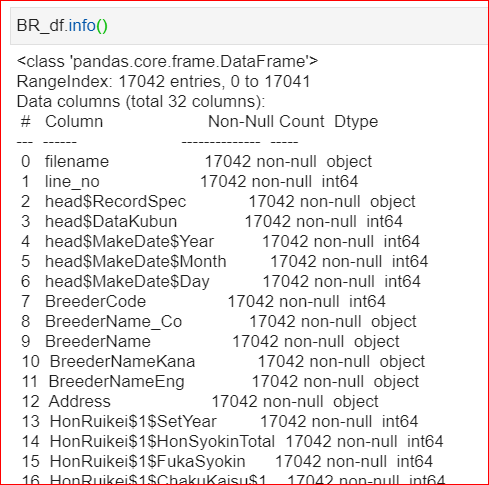 BR_df.info()
<class 'pandas.core.frame.DataFrame'>
RangeIndex: 17042 entries, 0 to 17041
Data columns (total 32 columns):
# Column Non-Null Count Dtype
--- ------ -------------- -----
0 filename 17042 non-null object
1 line_no 17042 non-null int64
2 head$RecordSpec 17042 non-null object
3 head$DataKubun 17042 non-null int64
4 head$MakeDate$Year 17042 non-null int64
5 head$MakeDate$Month 17042 non-null int64
6 head$MakeDate$Day 17042 non-null int64
7 BreederCode 17042 non-null int64
8 BreederName_Co 17042 non-null object
9 BreederName 17042 non-null object
10 BreederNameKana 17042 non-null object
11 BreederNameEng 17042 non-null object
12 Address 17042 non-null object
13 HonRuikei$1$SetYear 17042 non-null int64
14 HonRuikei$1$HonSyokinTotal 17042 non-null int64
15 HonRuikei$1$FukaSyokin 17042 non-null int64
16 HonRuikei$1$ChakuKaisu$1 17042 non-null int64